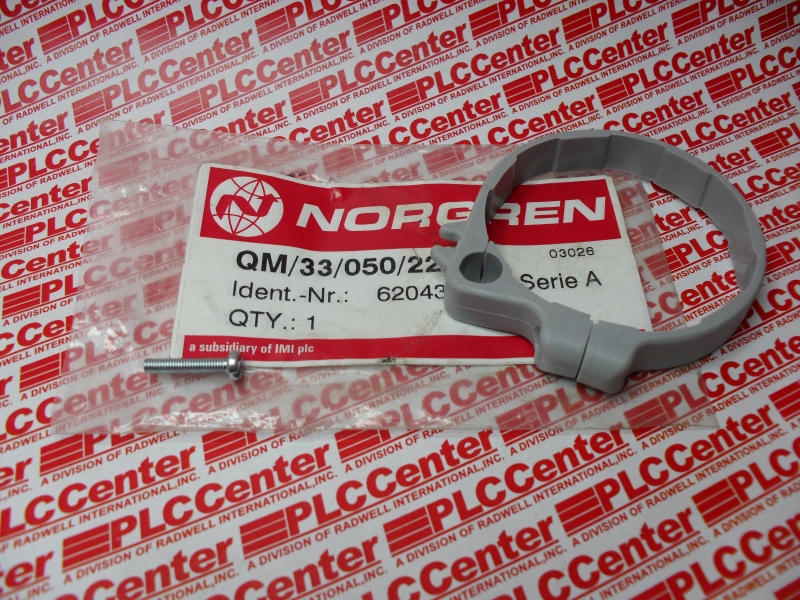 NORGREN
QM/33/050/22
03026
Ident.-Nr.: 6204
Serie A
QTY.: 1
a subsidiary of IMI plc
PLCCenter
A DIVISION OF RADWELL INTERNATIONAL, INC.